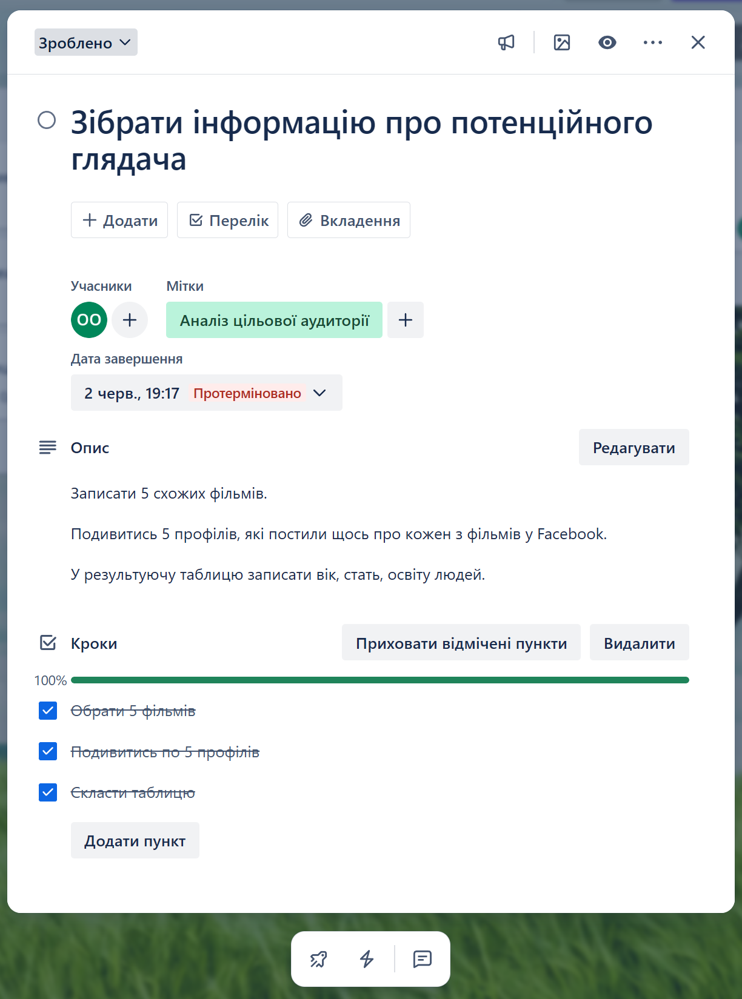 Зроблено
Зібрати інформацію про потенційного
глядача
Додати
Перелік
Вкладення
Учасники
Мітки
ОО
Аналіз цільової аудиторії
Дата завершення
2 черв., 19:17 Протерміновано
Опис
Редагувати
Записати 5 схожих фільмів.
Подивитись 5 профілів, які постили щось про кожен з фільмів у Facebook.
У результуючу таблицю записати вік, стать, освіту людей.
Кроки
Приховати відмічені пункти
Видалити
100%
Обрати 5 фільмів
Подивитись по 5 профілів
Скласти таблицю
Додати пункт